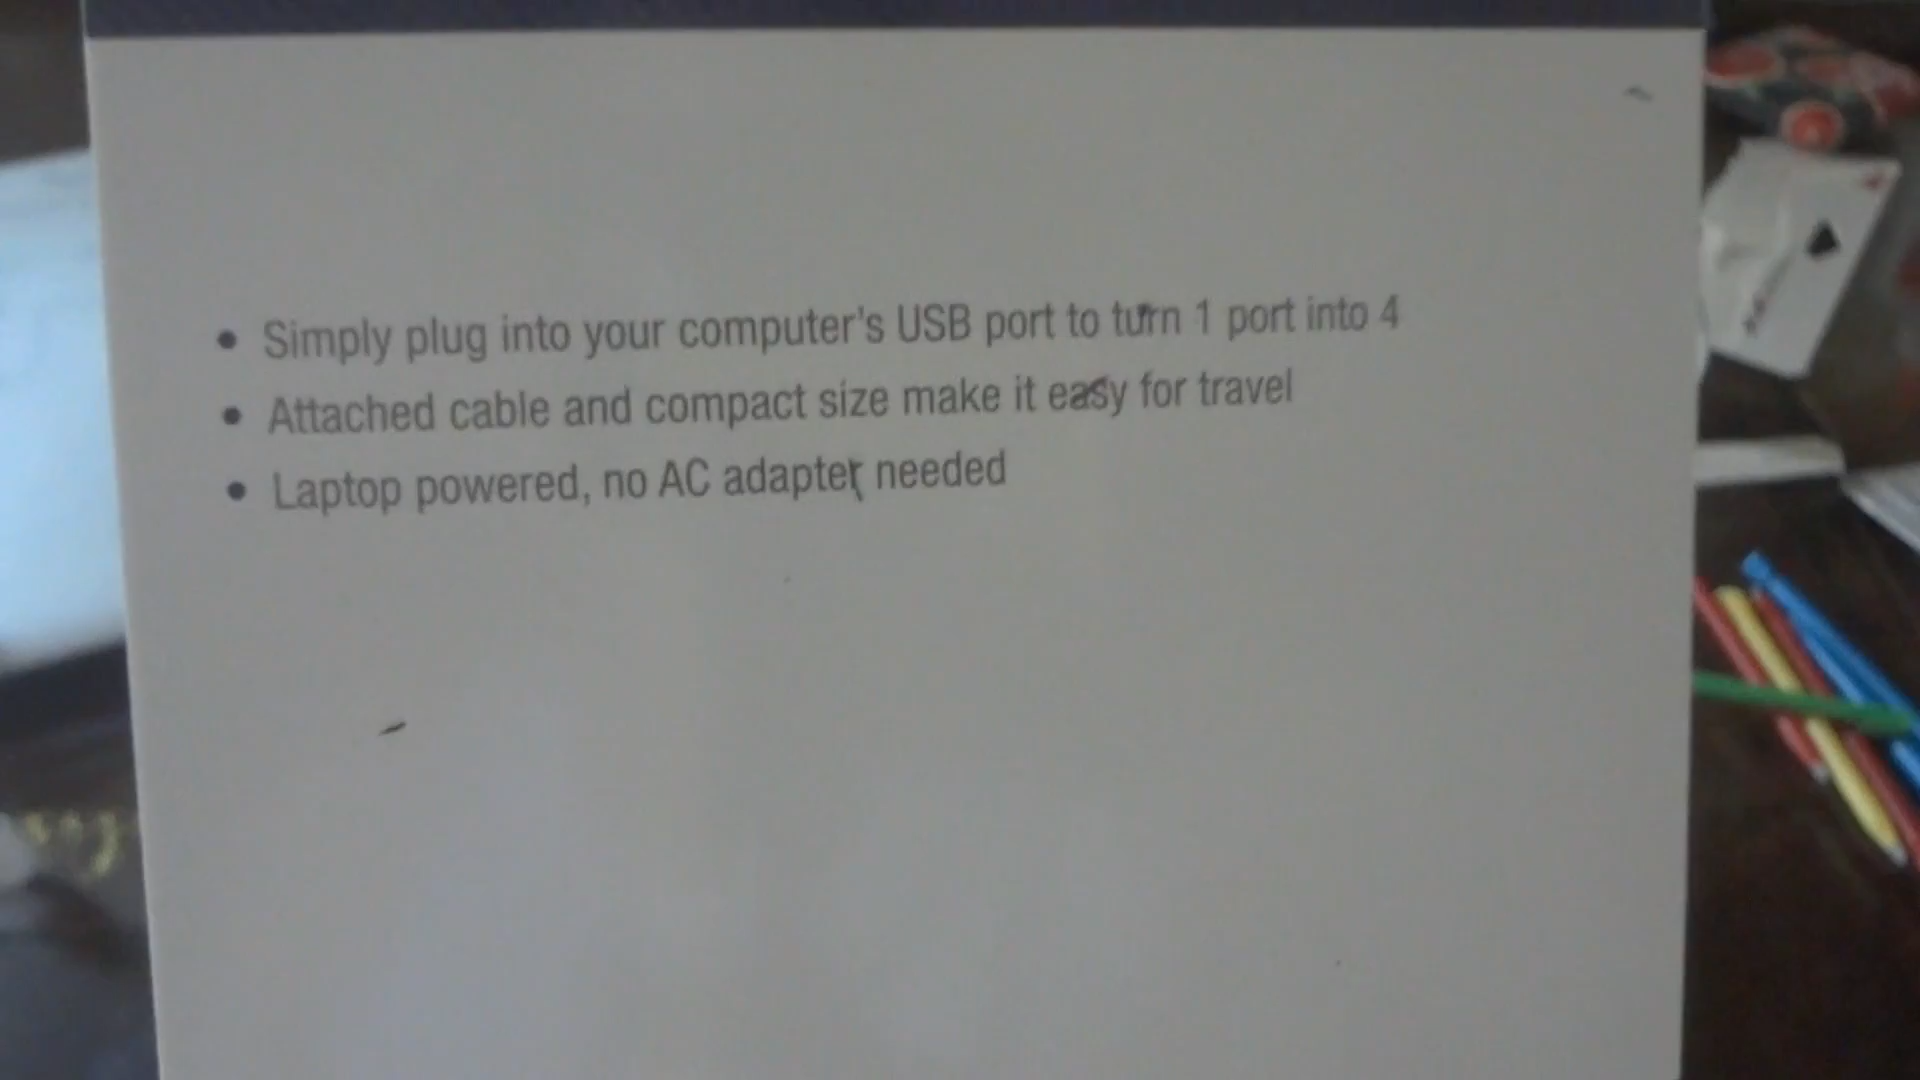 • Simply plug into your computer's USB port to turn 1 port into 4
• Attached cable and compact size make it easy for travel
• Laptop powered, no AC adapter needed